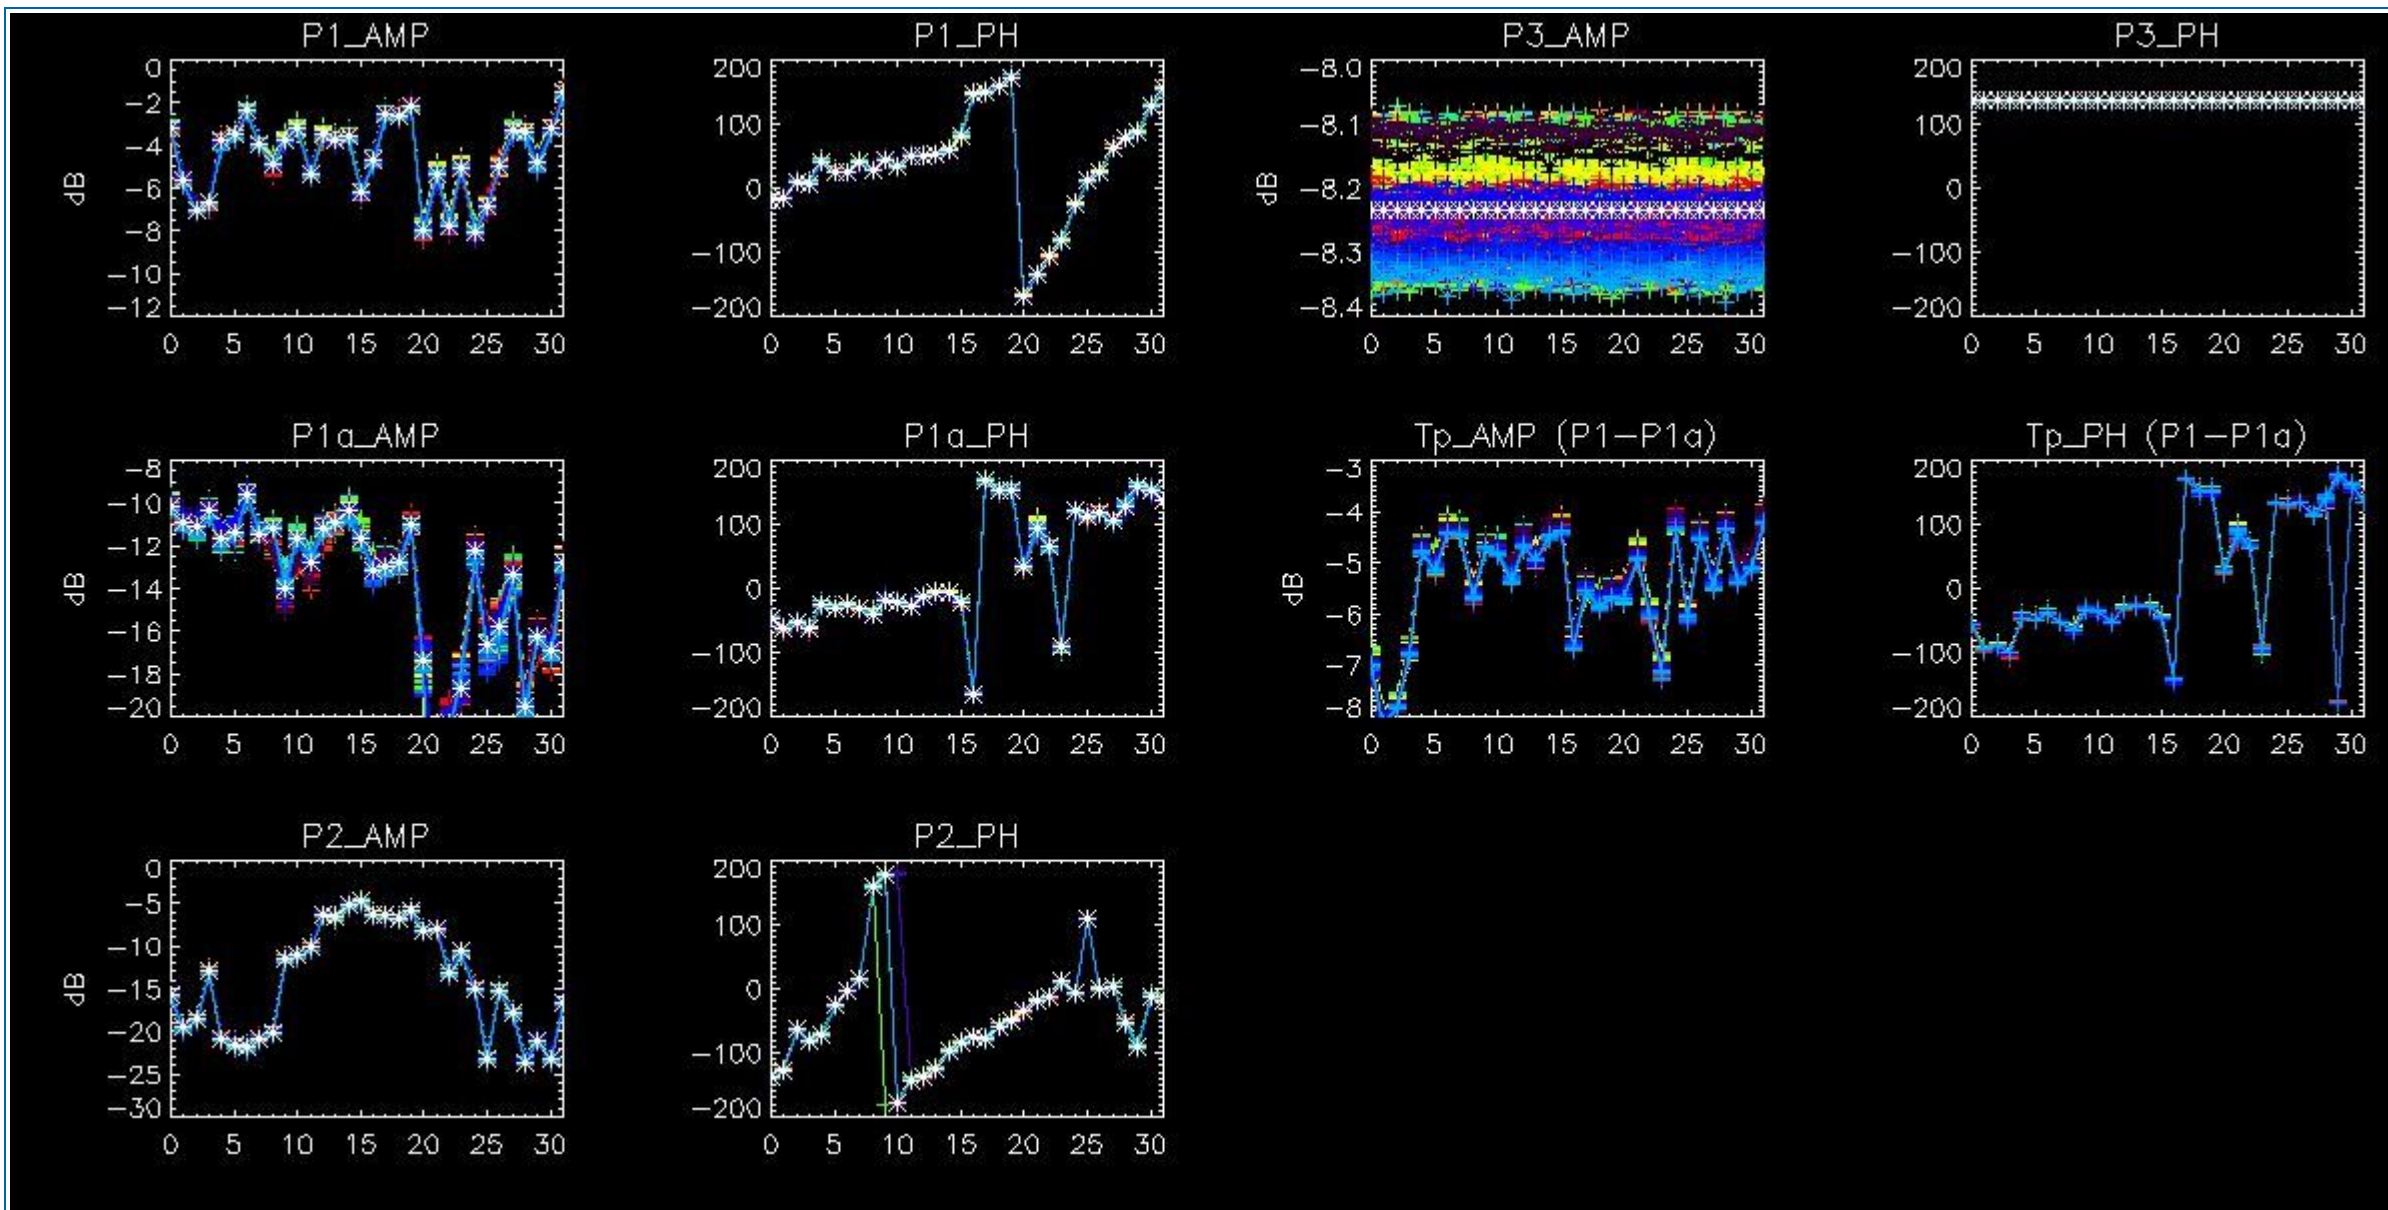 P1_AMP
0
−2
−4
−6
−8
−10
−12
dB
0 5 10 15 20 25 30
P1_PH
200
100
0
−100
−200
0 5 10 15 20 25 30
P3_AMP
−8.0
−8.1
−8.2
−8.3
−8.4
dB
0 5 10 15 20 25 30
P3_PH
200
100
0
−100
−200
0 5 10 15 20 25 30
P1a_AMP
−8
−10
−12
−14
−16
−18
−20
dB
0 5 10 15 20 25 30
P1a_PH
200
100
0
−100
−200
0 5 10 15 20 25 30
Tp_AMP (P1−P1a)
−3
−4
−5
−6
−7
−8
dB
0 5 10 15 20 25 30
Tp_PH (P1−P1a)
200
100
0
−100
−200
0 5 10 15 20 25 30
P2_AMP
0
−5
−10
−15
−20
−25
−30
dB
0 5 10 15 20 25 30
P2_PH
200
100
0
−100
−200
0 5 10 15 20 25 30